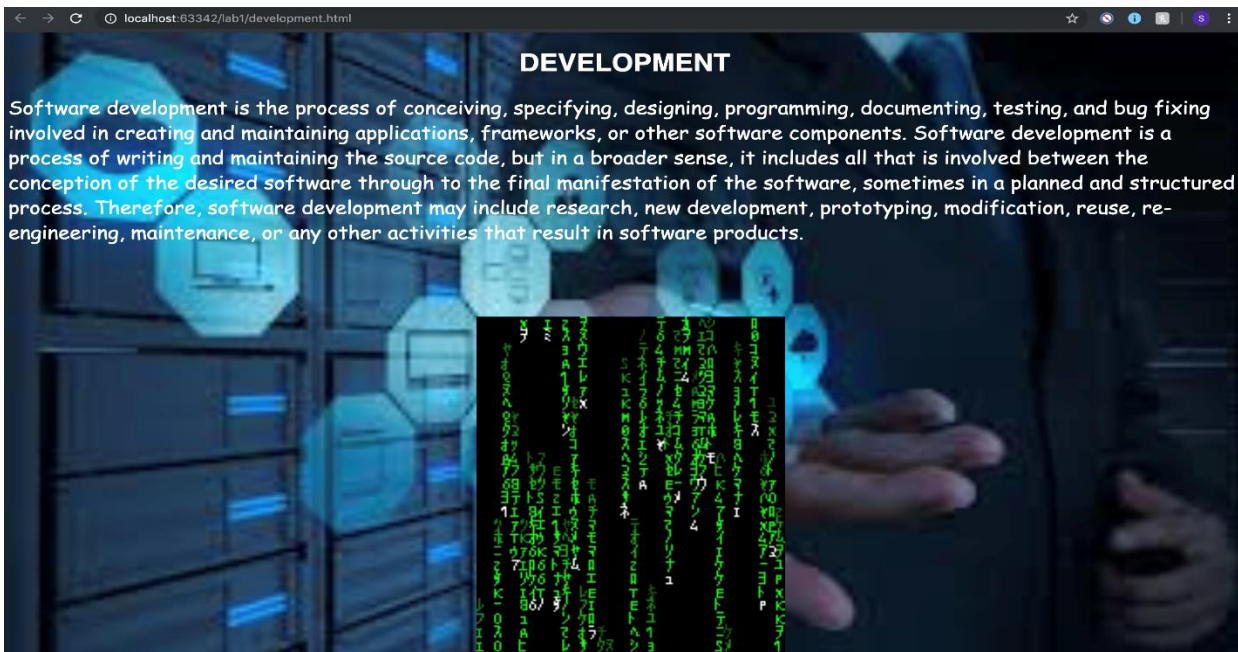 localhost:63342/lab1/development.html
S
DEVELOPMENT
Software development is the process of conceiving, specifying, designing, programming, documenting, testing, and bug fixing
involved in creating and maintaining applications, frameworks, or other software components. Software development is a
process of writing and maintaining the source code, but in a broader sense, it includes all that is involved between the
conception of the desired software through to the final manifestation of the software, sometimes in a planned and structured
process. Therefore, software development may include research, new development, prototyping, modification, reuse, re-
engineering, maintenance, or any other activities that result in software products.